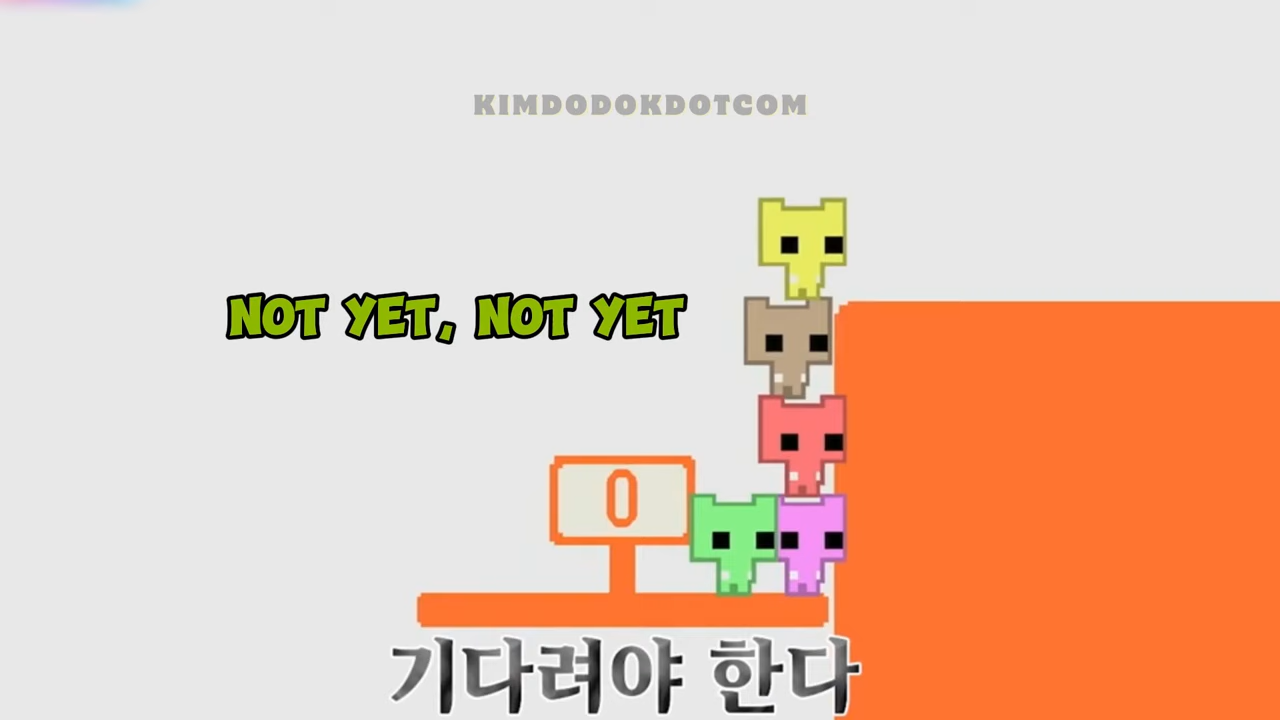 KIMDODOKDOTCOM
NOT YET, NOT YET
0
기다려야 한다